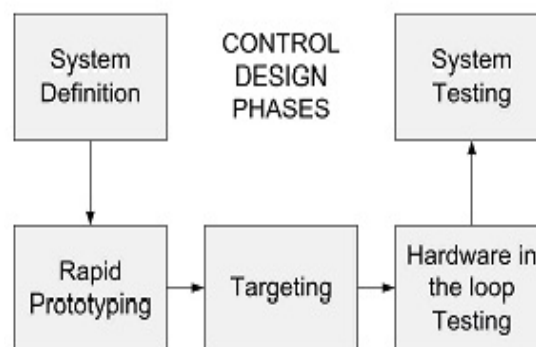 System
Definition
CONTROL
DESIGN
PHASES
System
Testing
Rapid
Prototyping
Targeting
Hardware in
the loop
Testing